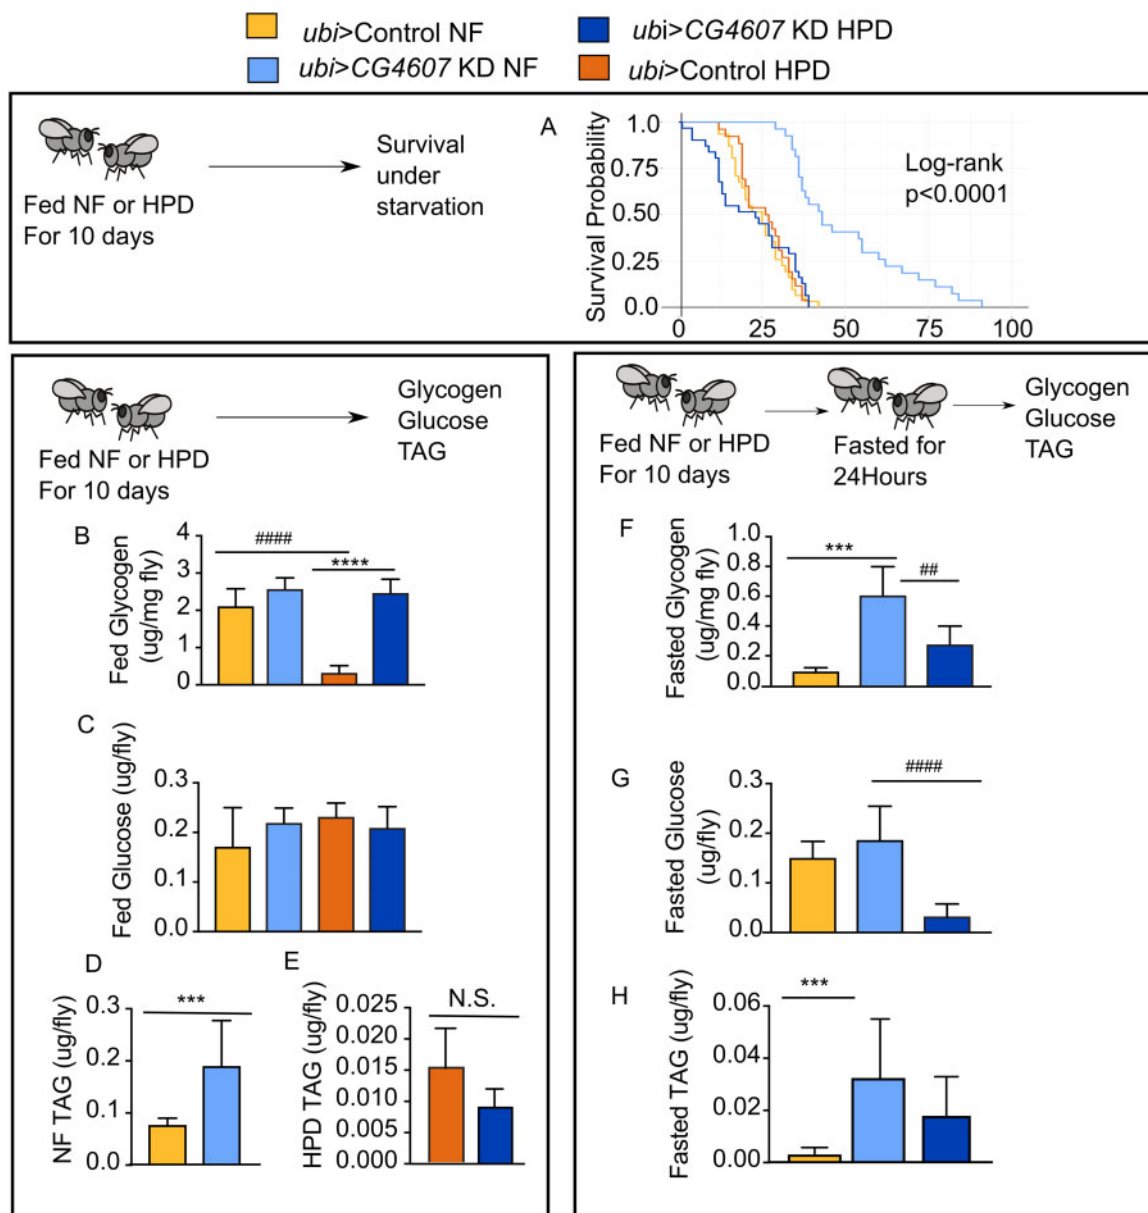 ubi>Control NF
ubi>CG4607 KD HPD
ubi>CG4607 KD NF
ubi>Control HPD
Fed NF or HPD
For 10 days
Survival
under
starvation
A
Survival Probability
1.0
0.75
0.50
0.25
0.0
0
25
50
75
100
Log-rank
p<0.0001
Fed NF or HPD
For 10 days
Glycogen
Glucose
TAG
B
Fed Glycogen
(ug/mg fly)
4
3
2
1
0
####
****
C
Fed Glucose (ug/fly)
0.3
0.2
0.1
0.0
D
NF TAG (ug/fly)
0.3
0.2
0.1
0.0
***
E
HPD TAG (ug/fly)
0.025
0.020
0.015
0.010
0.005
0.000
N.S.
Fed NF or HPD
For 10 days
Fasted for
24Hours
Glycogen
Glucose
TAG
F
Fasted Glycogen
(ug/mg fly)
1.0
0.8
0.6
0.4
0.2
0.0
***
##
G
Fasted Glucose
(ug/fly)
0.3
0.2
0.1
0.0
####
H
Fasted TAG (ug/fly)
0.06
0.04
0.02
0.00
***